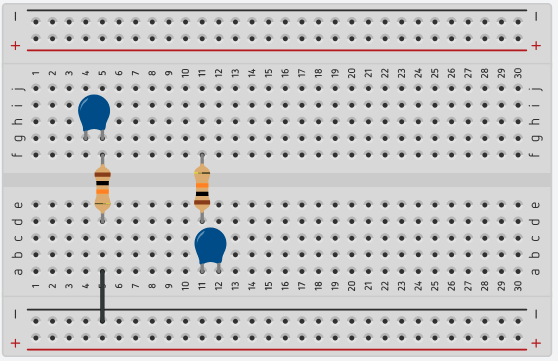 − −
+ +
1 2 3 4 5 6 7 8 9 10 11 12 13 14 15 16 17 18 19 20 21 22 23 24 25 26 27 28 29 30
j j
i i
h h
g g
f f
e e
d d
c c
b b
a a
1 2 3 4 5 6 7 8 9 10 11 12 13 14 15 16 17 18 19 20 21 22 23 24 25 26 27 28 29 30
− −
+ +